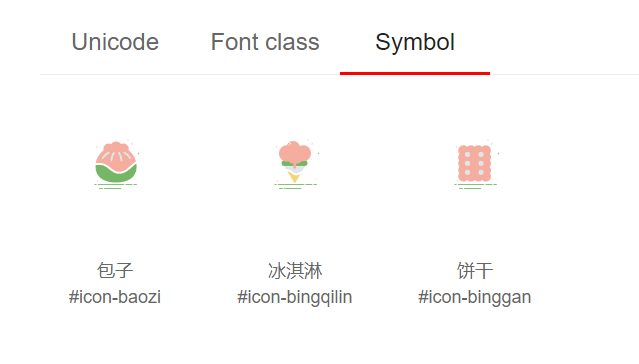 Unicode Font class Symbol
包子 冰淇淋 饼干
#icon-baozi #icon-bingqilin #icon-binggan